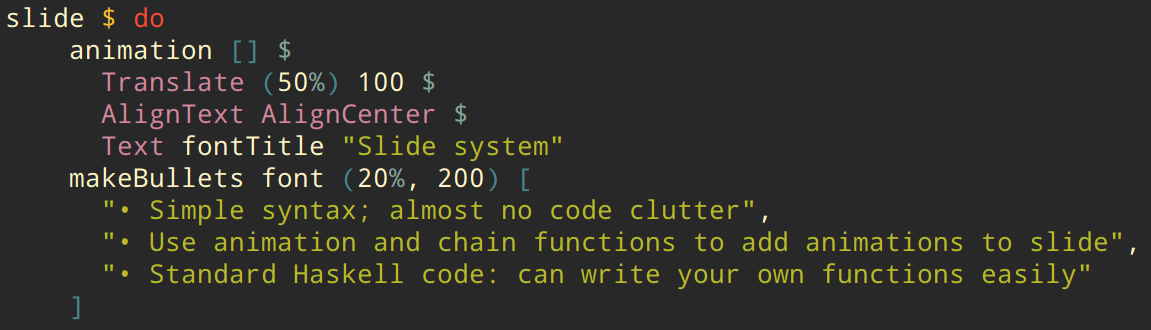 slide $ do
    animation [] $
      Translate (50%) 100 $
      AlignText AlignCenter $
      Text fontTitle "Slide system"
    makeBullets font (20%, 200) [
      "• Simple syntax; almost no code clutter",
      "• Use animation and chain functions to add animations to slide",
      "• Standard Haskell code: can write your own functions easily"
    ]